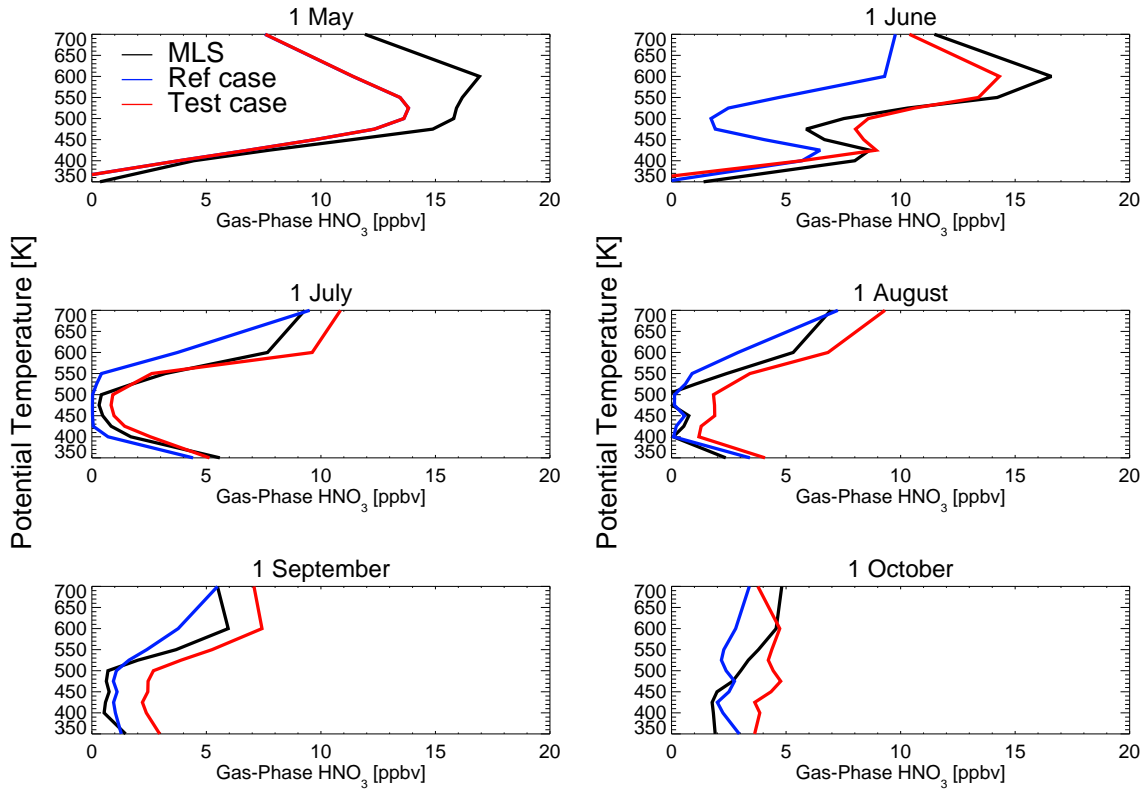 1 May
700
650
600
550
500
450
400
350
0 5 10 15 20
Gas-Phase HNO3 [ppbv]
MLS
Ref case
Test case
1 June
700
650
600
550
500
450
400
350
0 5 10 15 20
Gas-Phase HNO3 [ppbv]
Potential Temperature [K]
Potential Temperature [K]
1 July
700
650
600
550
500
450
400
350
0 5 10 15 20
Gas-Phase HNO3 [ppbv]
1 August
700
650
600
550
500
450
400
350
0 5 10 15 20
Gas-Phase HNO3 [ppbv]
1 September
700
650
600
550
500
450
400
350
0 5 10 15 20
Gas-Phase HNO3 [ppbv]
1 October
700
650
600
550
500
450
400
350
0 5 10 15 20
Gas-Phase HNO3 [ppbv]